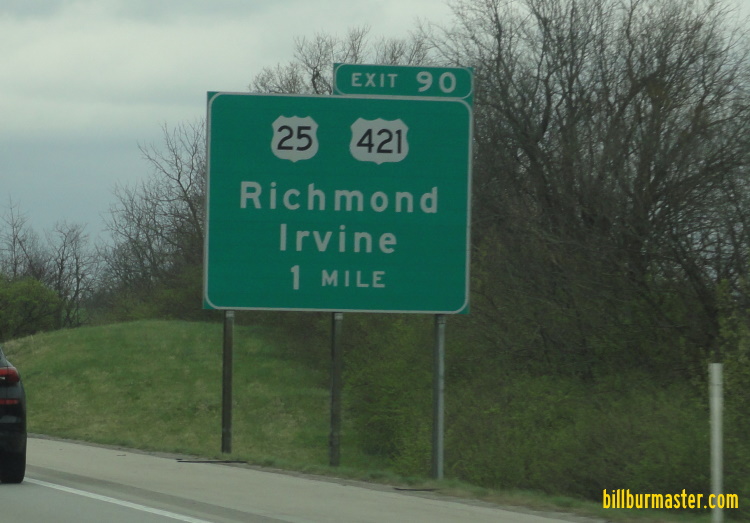 EXIT 90
25 421
Richmond
Irvine
1 MILE
billburmaster.com